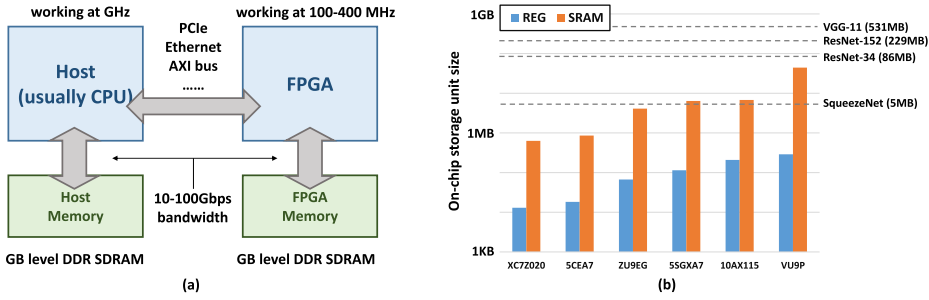 working at GHz
working at 100-400 MHz
PCIe
Ethernet
AXI bus
......
Host
(usually CPU)
FPGA
Host
Memory
10-100Gbps
bandwidth
FPGA
Memory
GB level DDR SDRAM
GB level DDR SDRAM
(a)
1GB
REG
SRAM
VGG-11 (531MB)
ResNet-152 (229MB)
ResNet-34 (86MB)
SqueezeNet (5MB)
On-chip storage unit size
1MB
1KB
XC7Z020
5CEA7
ZU9EG
5SGXA7
10AX115
VU9P
(b)